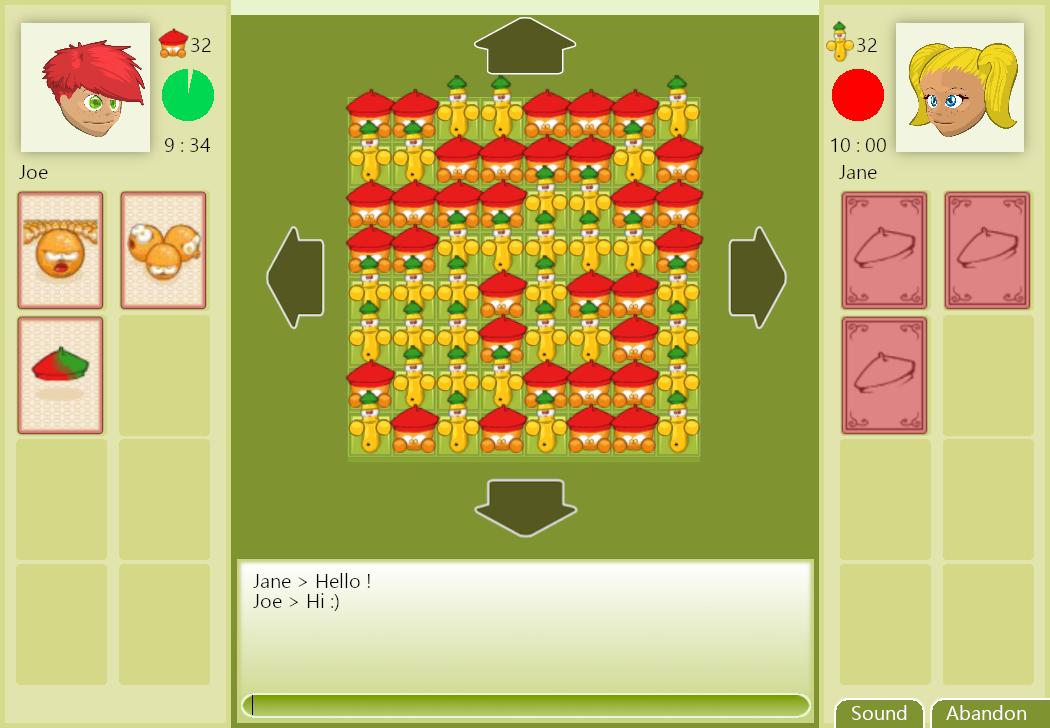 32
9 : 34
Joe
32
10 : 00
Jane
Jane > Hello !
Joe > Hi :)
Sound
Abandon